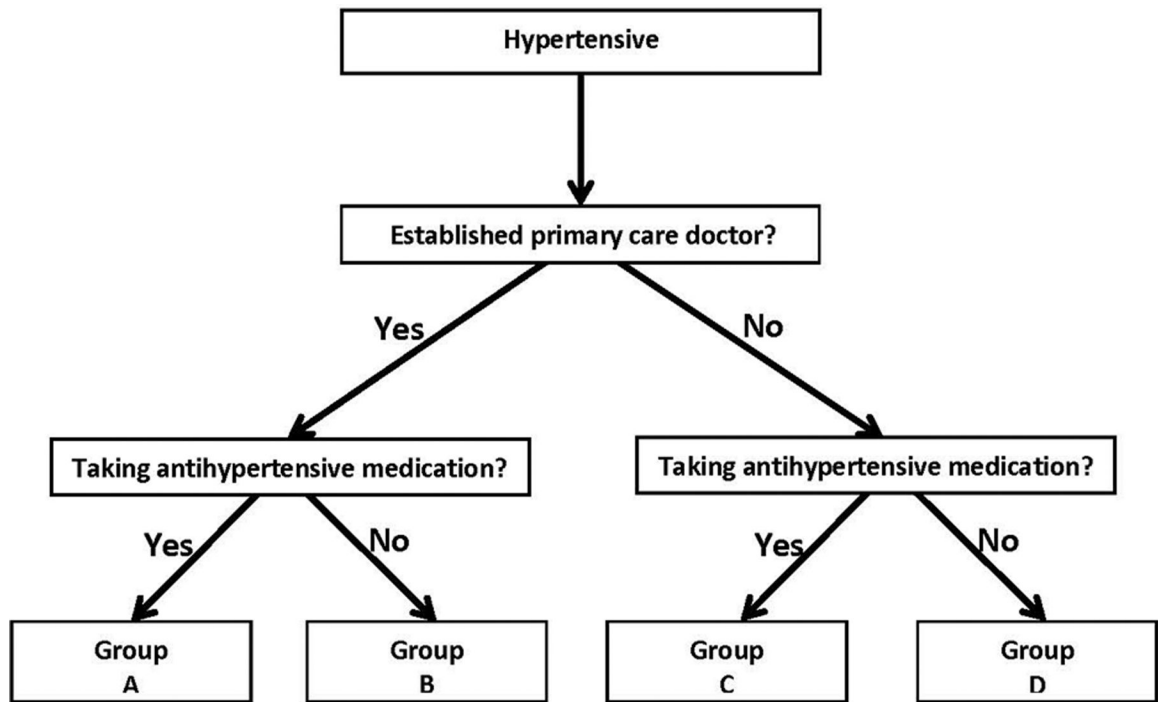 Hypertensive
Established primary care doctor?
Yes
No
Taking antihypertensive medication?
Taking antihypertensive medication?
Yes
No
Yes
No
Group
A
Group
B
Group
C
Group
D